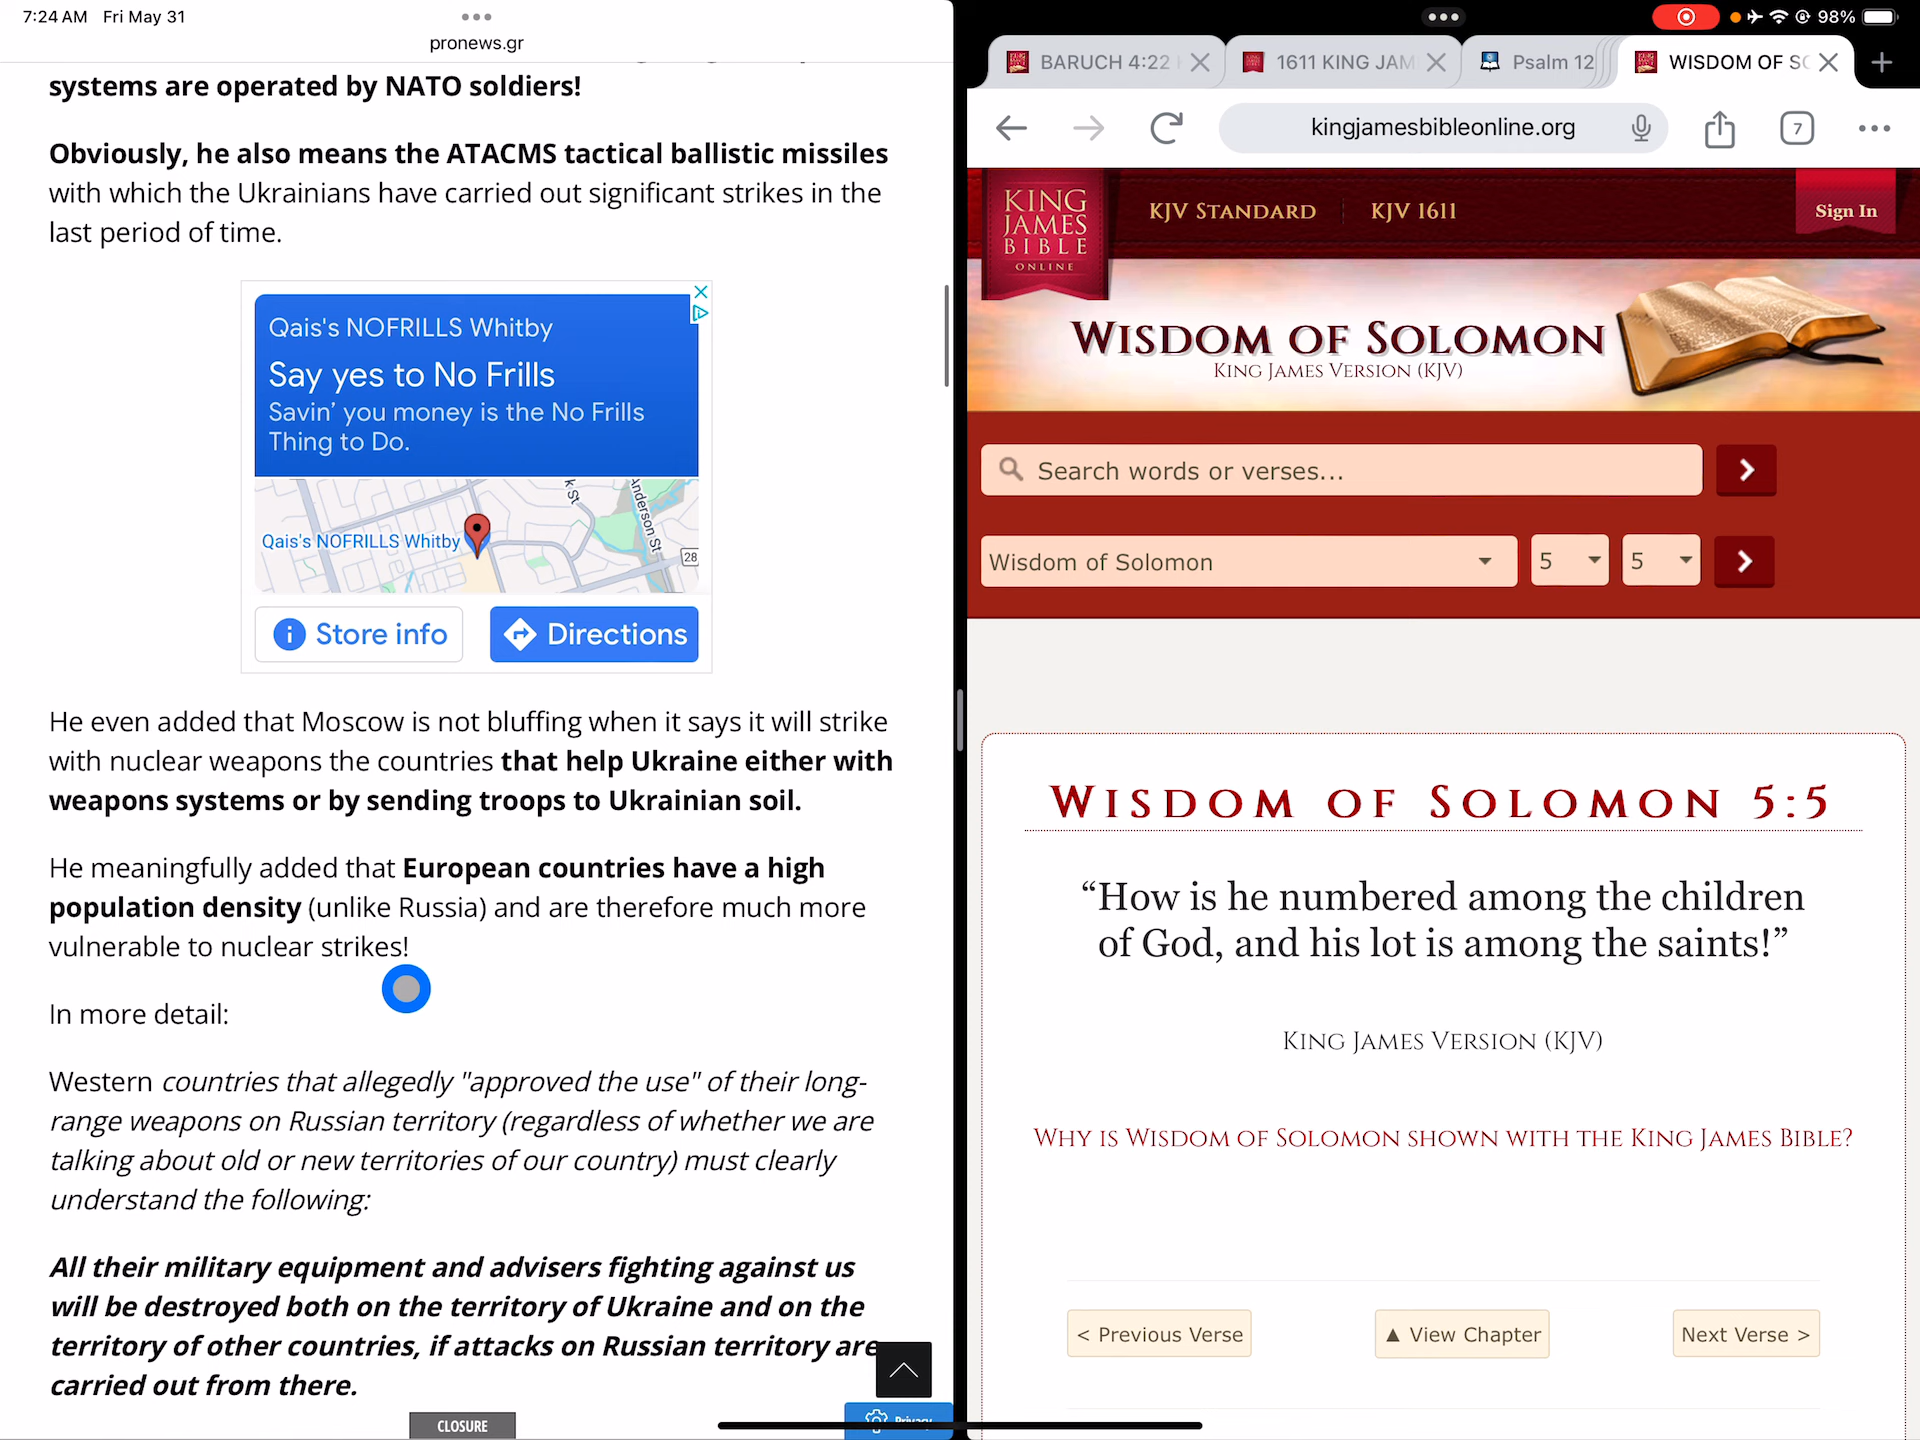 7:24 AM Fri May 31
pronews.gr
systems are operated by NATO soldiers!
Obviously, he also means the ATACMS tactical ballistic missiles
with which the Ukrainians have carried out significant strikes in the
last period of time.
Qais's NOFRILLS Whitby
Say yes to No Frills
Savin' you money is the No Frills
Thing to Do.
k St
Anderson St
Qais's NOFRILLS Whitby
28
Store info
Directions
He even added that Moscow is not bluffing when it says it will strike
with nuclear weapons the countries that help Ukraine either with
weapons systems or by sending troops to Ukrainian soil.
He meaningfully added that European countries have a high
population density (unlike Russia) and are therefore much more
vulnerable to nuclear strikes!
In more detail:
Western countries that allegedly "approved the use" of their long-
range weapons on Russian territory (regardless of whether we are
talking about old or new territories of our country) must clearly
understand the following:
All their military equipment and advisers fighting against us
will be destroyed both on the territory of Ukraine and on the
territory of other countries, if attacks on Russian territory are
carried out from there.
CLOSURE
Privacy
98%
BARUCH 4:22
1611 KING JAM
Psalm 12
WISDOM OF SO
kingjamesbibleonline.org
7
KING
JAMES
BIBLE
ONLINE
KJV STANDARD
KJV 1611
Sign In
WISDOM OF SOLOMON
KING JAMES VERSION (KJV)
Search words or verses...
Wisdom of Solomon
5
5
WISDOM OF SOLOMON 5:5
“How is he numbered among the children
of God, and his lot is among the saints!”
KING JAMES VERSION (KJV)
WHY IS WISDOM OF SOLOMON SHOWN WITH THE KING JAMES BIBLE?
< Previous Verse
▲ View Chapter
Next Verse >